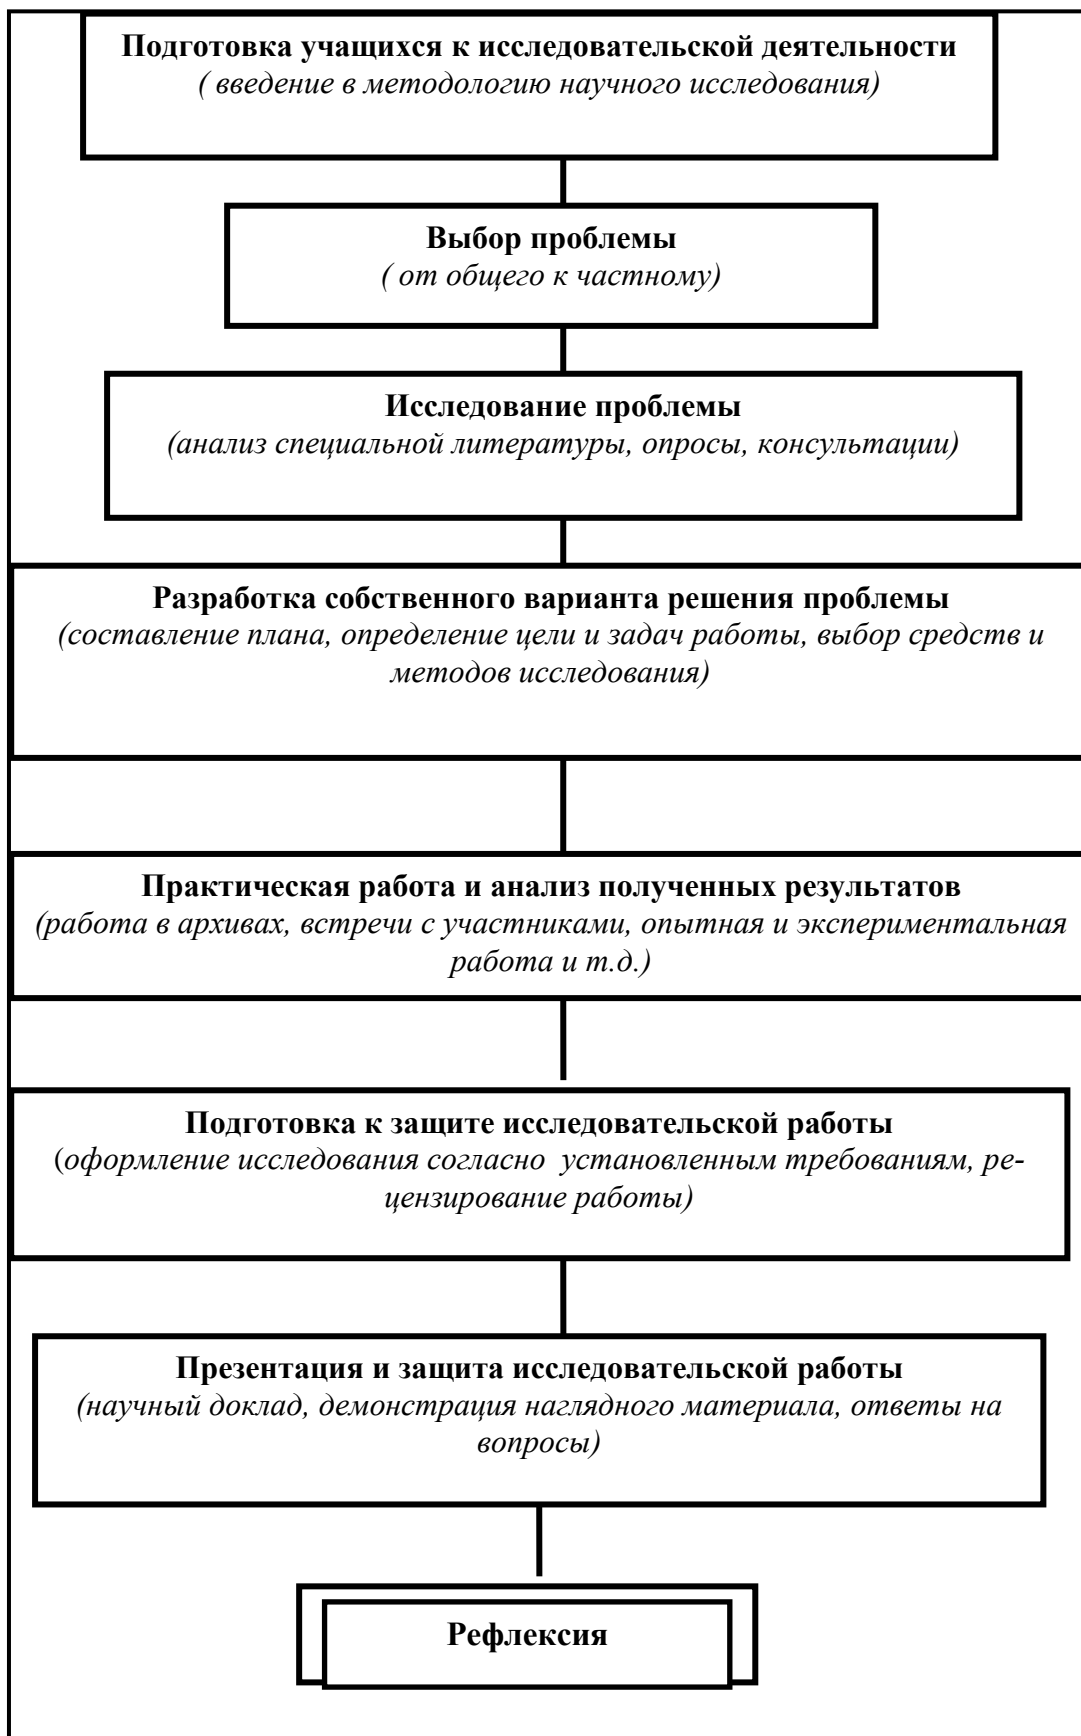 Подготовка учащихся к исследовательской деятельности
( введение в методологию научного исследования)
Выбор проблемы
( от общего к частному)
Исследование проблемы
(анализ специальной литературы, опросы, консультации)
Разработка собственного варианта решения проблемы
(составление плана, определение цели и задач работы, выбор средств и
методов исследования)
Практическая работа и анализ полученных результатов
(работа в архивах, встречи с участниками, опытная и экспериментальная
работа и т.д.)
Подготовка к защите исследовательской работы
(оформление исследования согласно  установленным требованиям, ре-
цензирование работы)
Презентация и защита исследовательской работы
(научный доклад, демонстрация наглядного материала, ответы на
вопросы)
Рефлексия